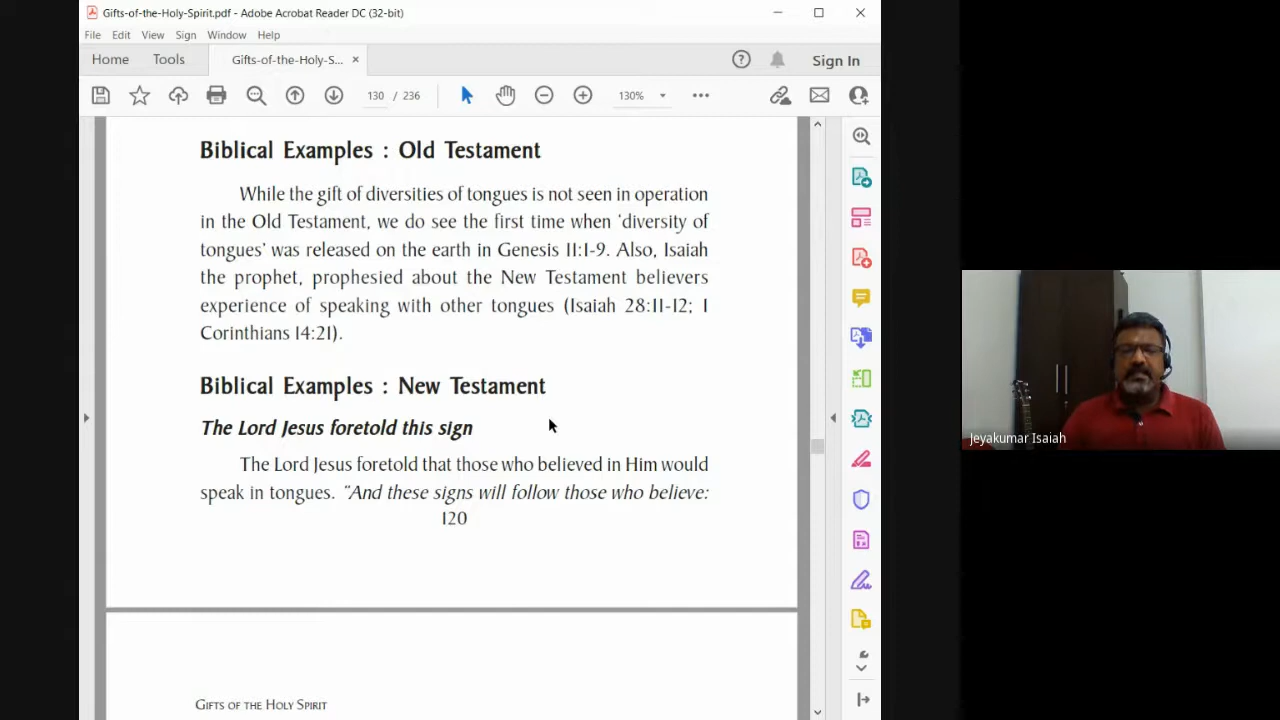 Gifts-of-the-Holy-Spirit.pdf - Adobe Acrobat Reader DC (32-bit)
File Edit View Sign Window Help
Home Tools Gifts-of-the-Holy-S... × Sign In
130 / 236 130%
Biblical Examples : Old Testament
While the gift of diversities of tongues is not seen in operation
in the Old Testament, we do see the first time when ‘diversity of
tongues’ was released on the earth in Genesis 11:1-9. Also, Isaiah
the prophet, prophesied about the New Testament believers
experience of speaking with other tongues (Isaiah 28:11-12; 1
Corinthians 14:21).
Biblical Examples : New Testament
The Lord Jesus foretold this sign
The Lord Jesus foretold that those who believed in Him would
speak in tongues. "And these signs will follow those who believe:
120
GIFTS OF THE HOLY SPIRIT
Jeyakumar Isaiah